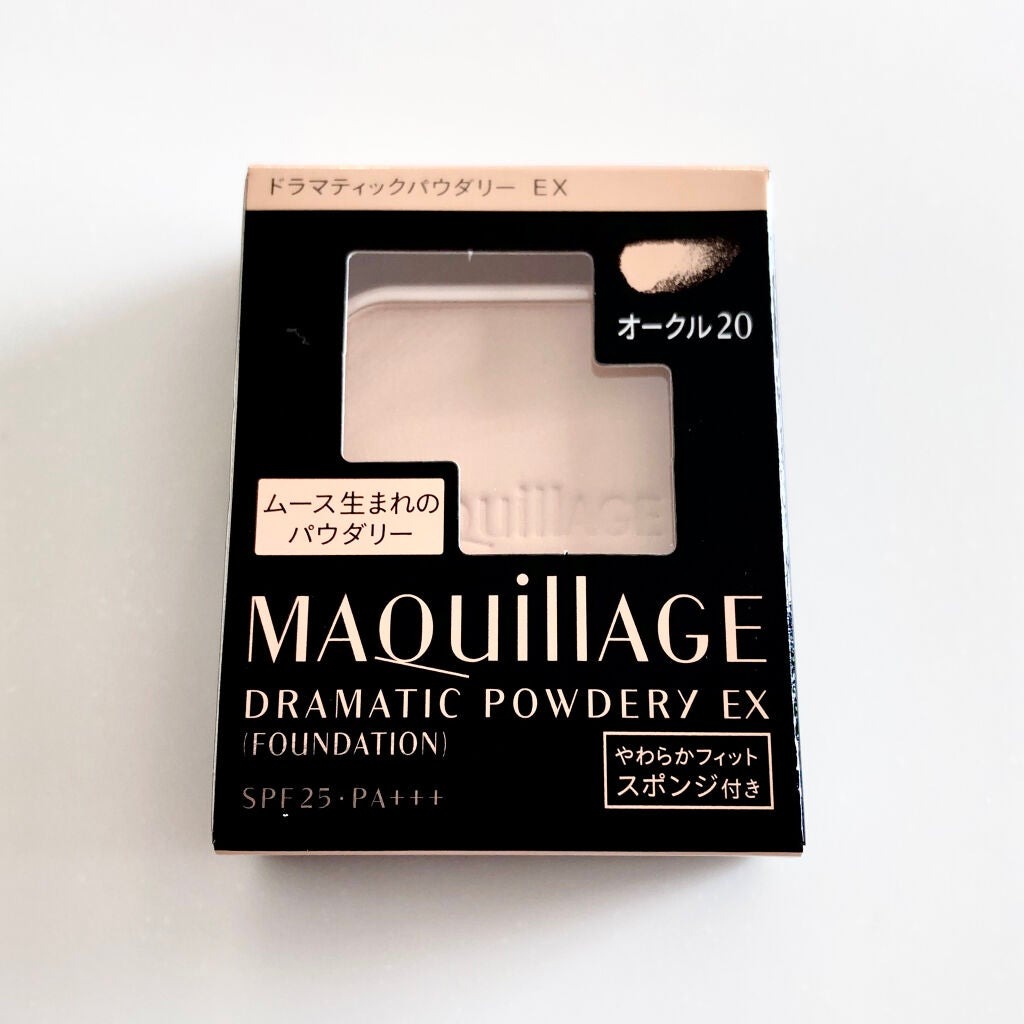 ドラマティックパウダリー EX
オークル20
QUillAGE
ムース生まれの
パウダリー
MAQuillAGE
DRAMATIC POWDERY EX
(FOUNDATION)
やわらかフィット
スポンジ付き
SPF25・PA+++